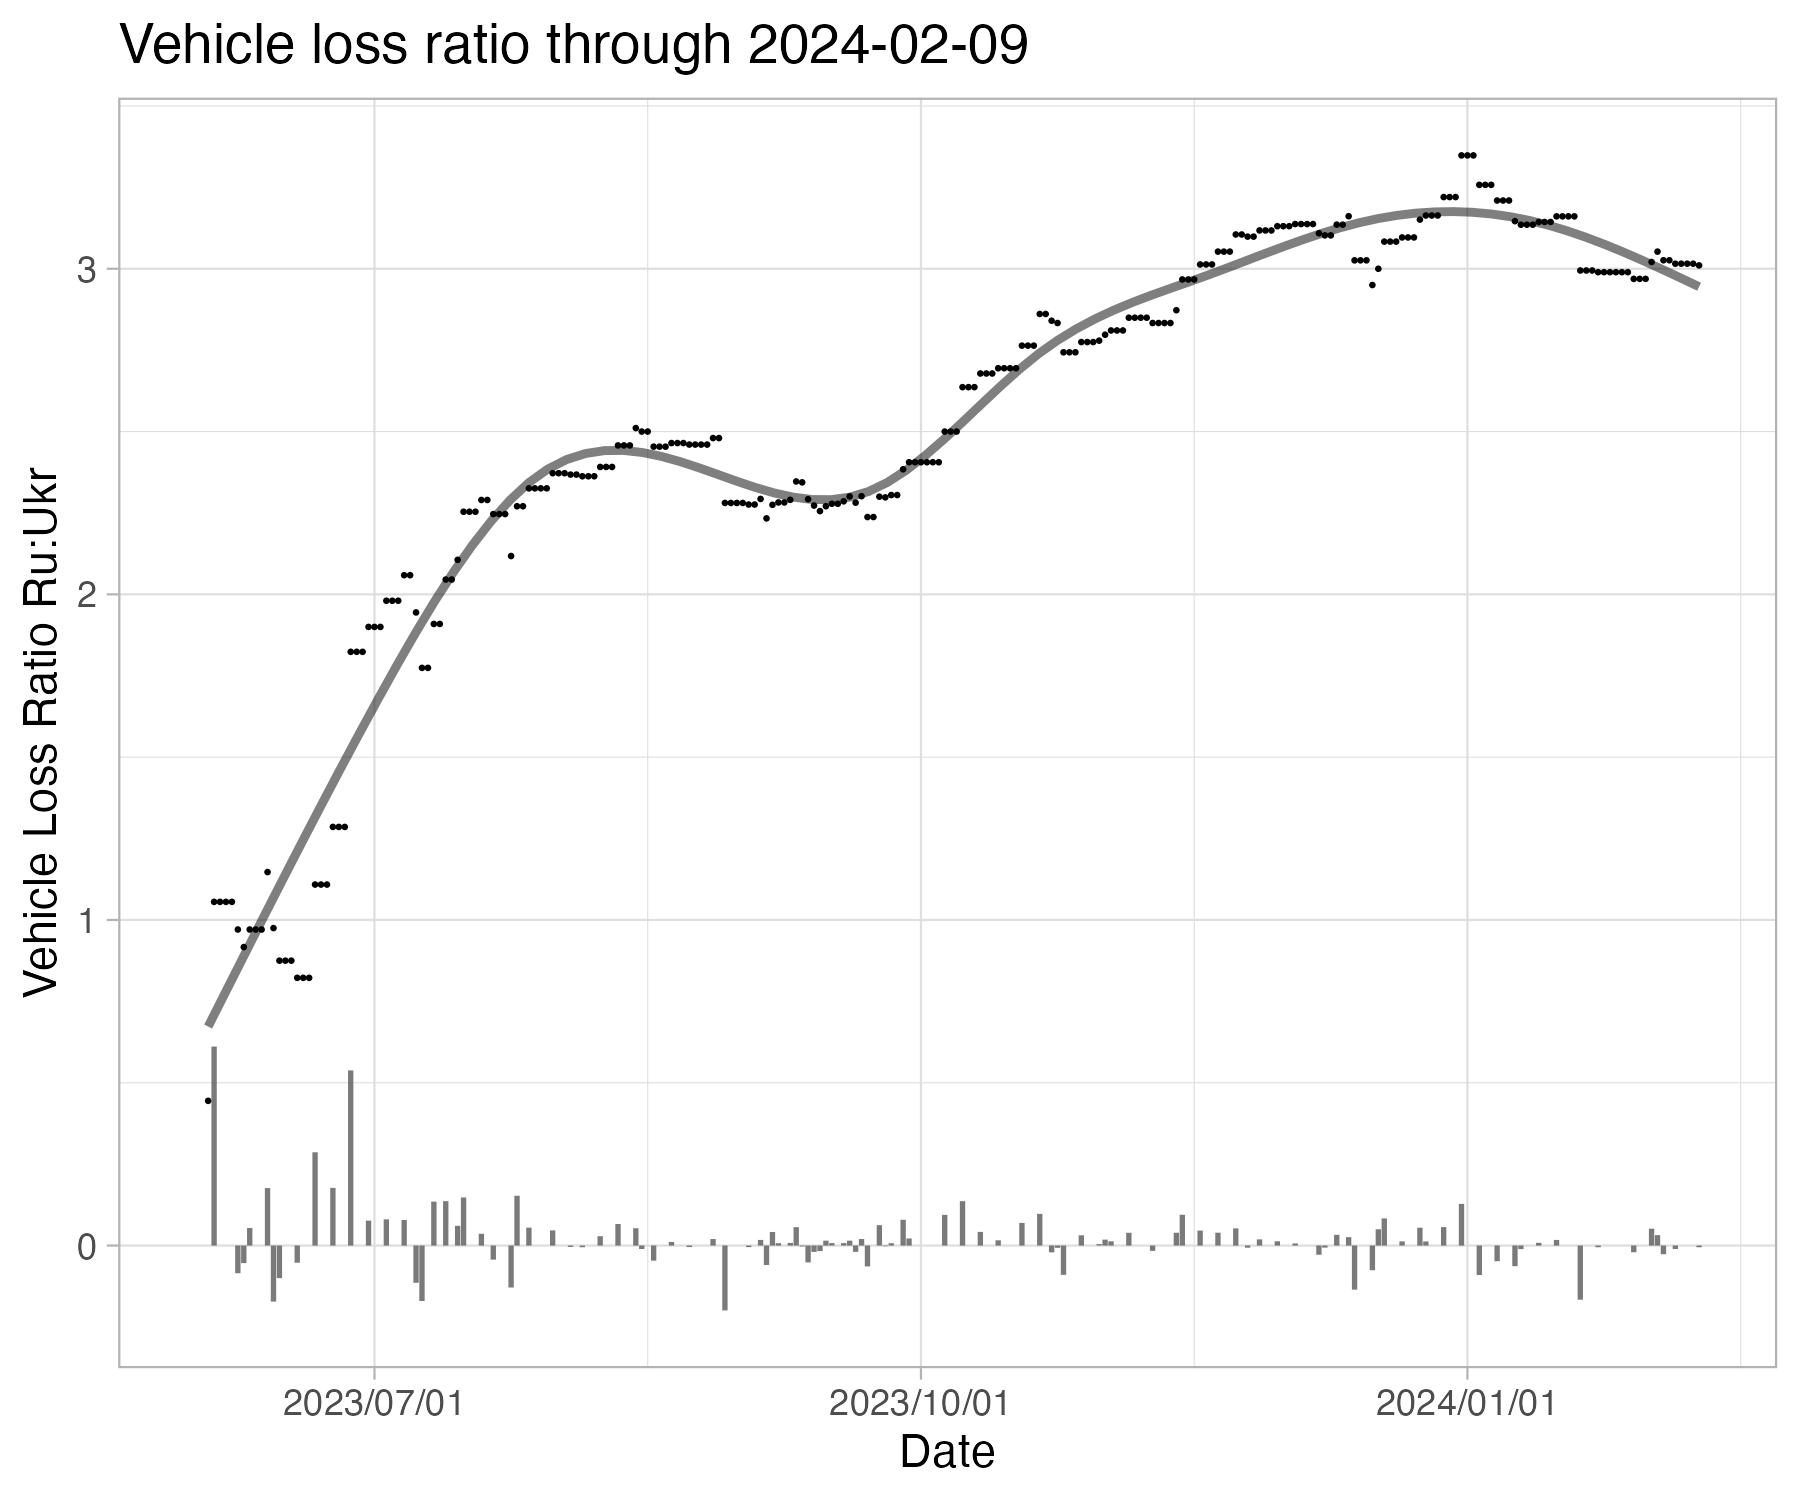 Vehicle loss ratio through 2024-02-09
Vehicle Loss Ratio Ru:Ukr
3
2
1
0
2023/07/01
2023/10/01
2024/01/01
Date